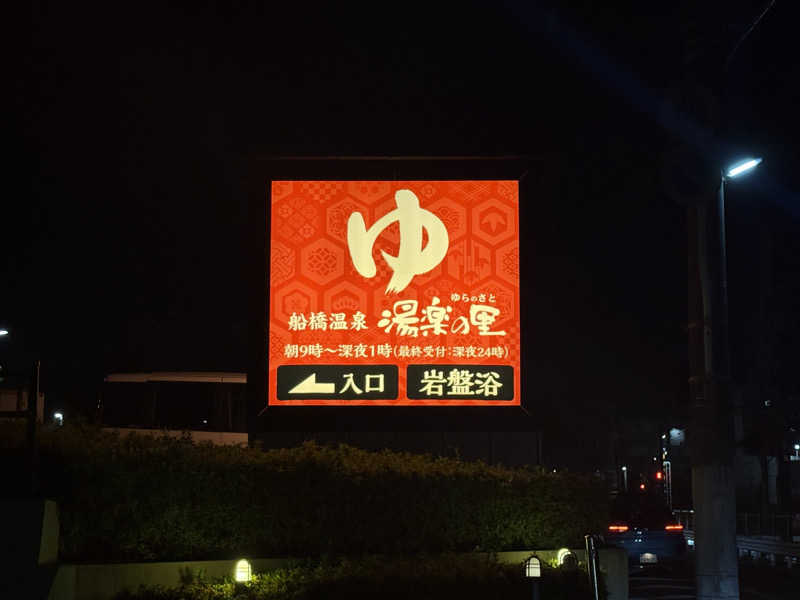 ゆ
ゆらのさと
船橋温泉 湯楽の里
朝9時～深夜1時(最終受付:深夜24時)
入口
岩盤浴